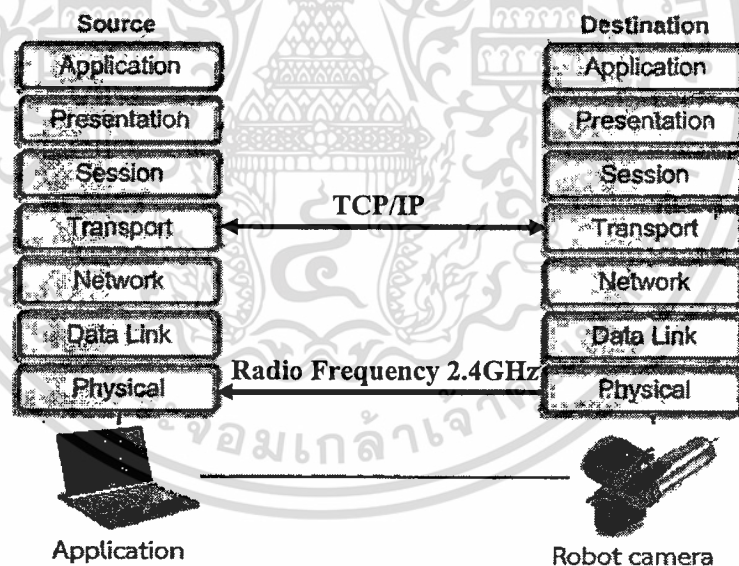 Source Destination
Application Application
Presentation Presentation
Session Session
TCP/IP
Transport Transport
Network Network
Data Link Data Link
Radio Frequency 2.4GHz
Physical Physical
Application Robot camera